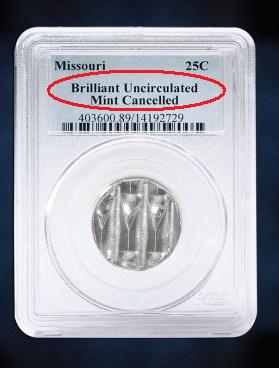 Missouri 25C
Brilliant Uncirculated
Mint Cancelled
403600.89/14192729